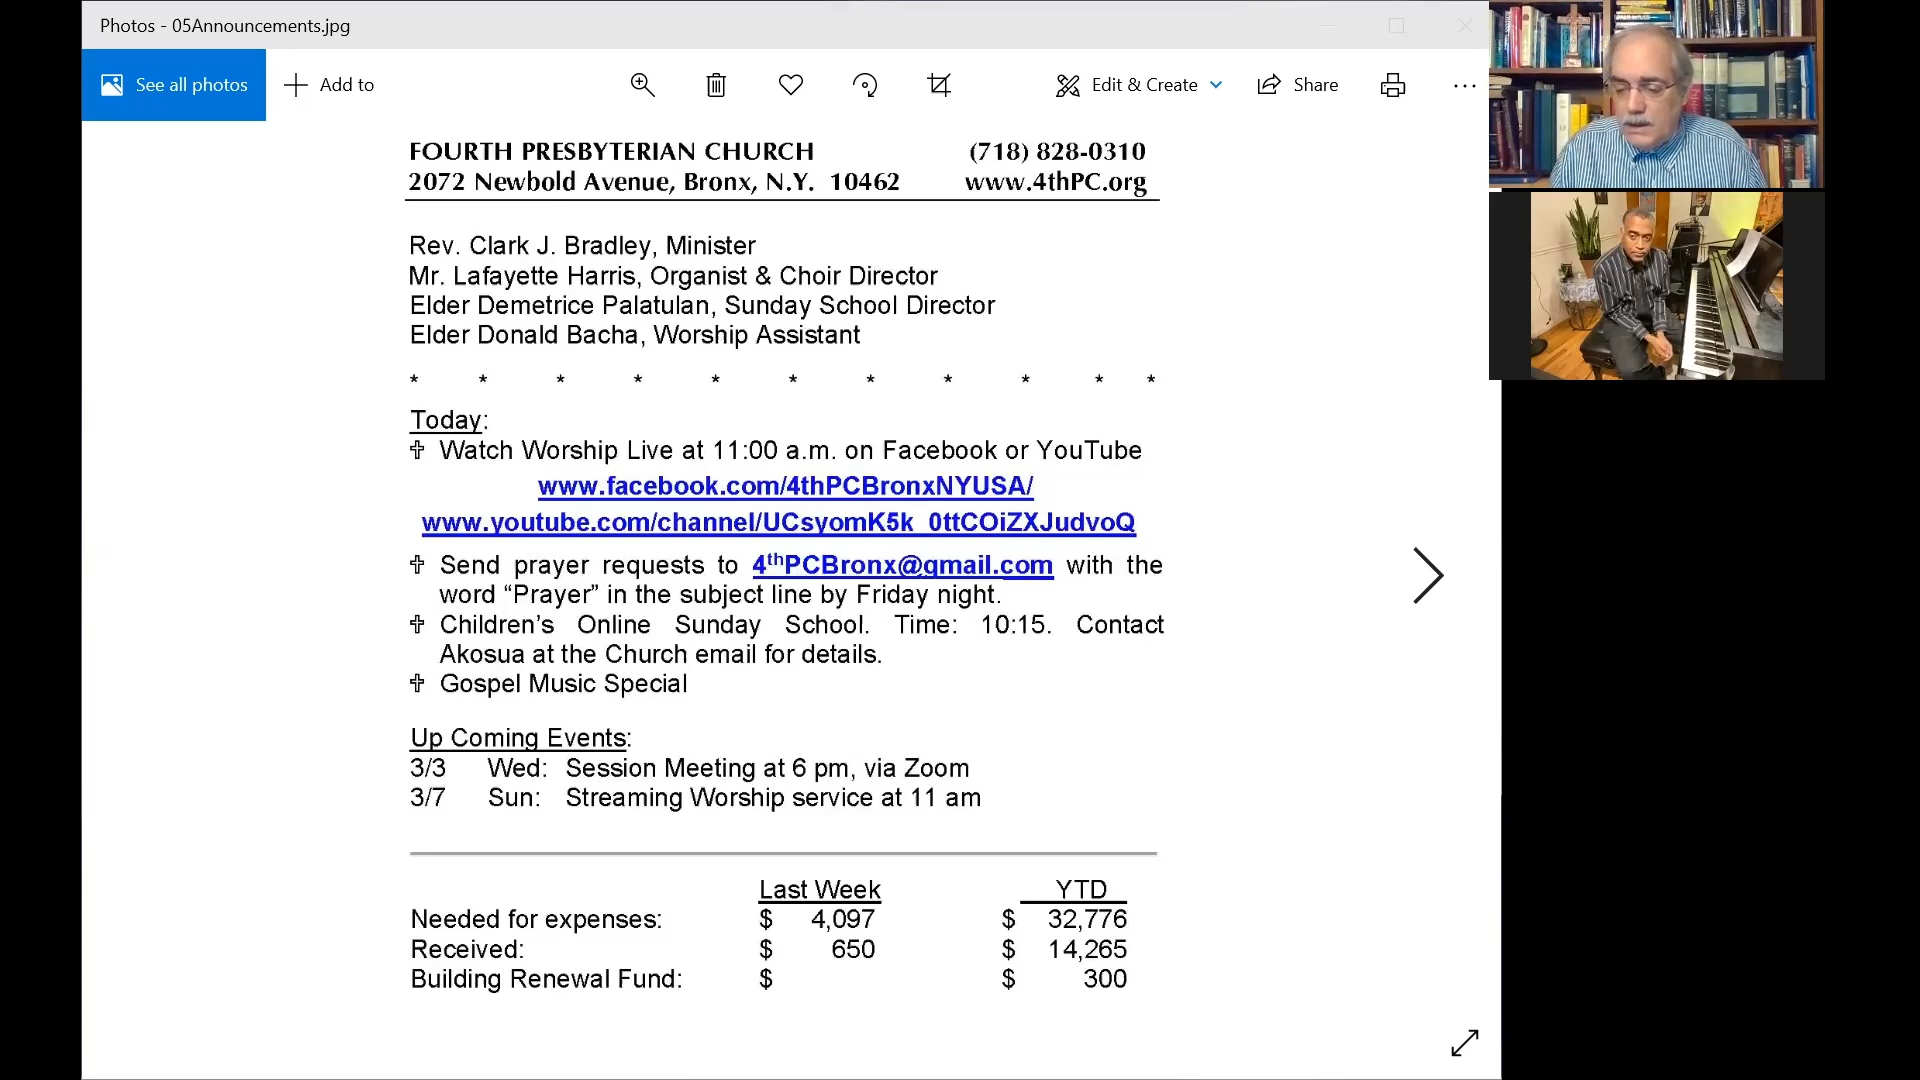 Photos - 05Announcements.jpg
See all photos
Add to
Edit & Create
Share
FOURTH PRESBYTERIAN CHURCH (718) 828-0310
2072 Newbold Avenue, Bronx, N.Y. 10462 www.4thPC.org
Rev. Clark J. Bradley, Minister
Mr. Lafayette Harris, Organist & Choir Director
Elder Demetrice Palatulan, Sunday School Director
Elder Donald Bacha, Worship Assistant
* * * * * * * * * * *
Today:
✞ Watch Worship Live at 11:00 a.m. on Facebook or YouTube
www.facebook.com/4thPCBronxNYUSA/
www.youtube.com/channel/UCsyomK5k_0ttCOiZXJudvoQ
✞ Send prayer requests to 4thPCBronx@gmail.com with the
word “Prayer” in the subject line by Friday night.
✞ Children’s Online Sunday School. Time: 10:15. Contact
Akosua at the Church email for details.
✞ Gospel Music Special
Up Coming Events:
3/3 Wed: Session Meeting at 6 pm, via Zoom
3/7 Sun: Streaming Worship service at 11 am
Last Week YTD
Needed for expenses: $ 4,097 $ 32,776
Received: $ 650 $ 14,265
Building Renewal Fund: $ $ 300